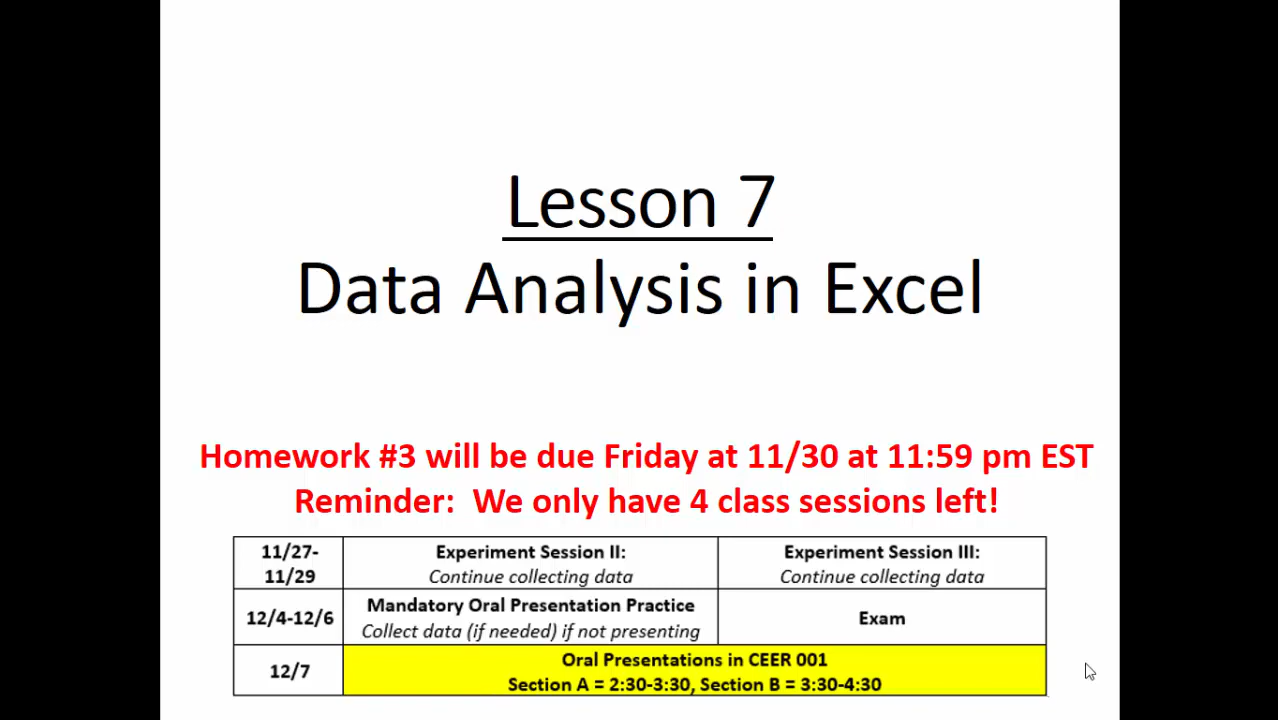 Lesson 7
Data Analysis in Excel
Homework #3 will be due Friday at 11/30 at 11:59 pm EST
Reminder:  We only have 4 class sessions left!
11/27-
11/29
Experiment Session II:
Continue collecting data
Experiment Session III:
Continue collecting data
12/4-12/6
Mandatory Oral Presentation Practice
Collect data (if needed) if not presenting
Exam
12/7
Oral Presentations in CEER 001
Section A = 2:30-3:30, Section B = 3:30-4:30